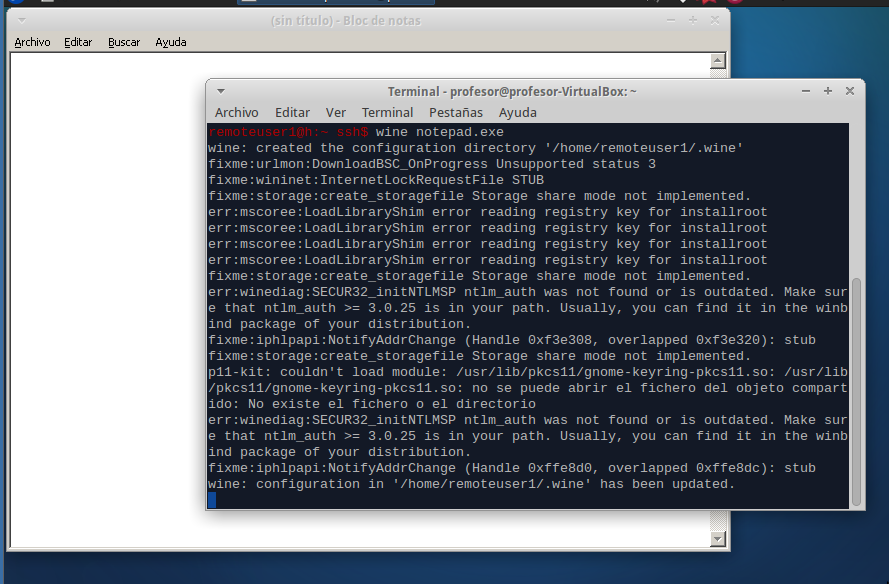 (sin título) - Bloc de notas
Archivo Editar Buscar Ayuda
Terminal - profesor@profesor-VirtualBox: ~
Archivo Editar Ver Terminal Pestañas Ayuda
remoteuser1@h:~ ssh$ wine notepad.exe
wine: created the configuration directory '/home/remoteuser1/.wine'
fixme:urlmon:DownloadBSC_OnProgress Unsupported status 3
fixme:wininet:InternetLockRequestFile STUB
fixme:storage:create_storagefile Storage share mode not implemented.
err:mscoree:LoadLibraryShim error reading registry key for installroot
err:mscoree:LoadLibraryShim error reading registry key for installroot
err:mscoree:LoadLibraryShim error reading registry key for installroot
err:mscoree:LoadLibraryShim error reading registry key for installroot
fixme:storage:create_storagefile Storage share mode not implemented.
err:winediag:SECUR32_initNTLMSP ntlm_auth was not found or is outdated. Make sur
e that ntlm_auth >= 3.0.25 is in your path. Usually, you can find it in the winb
ind package of your distribution.
fixme:iphlpapi:NotifyAddrChange (Handle 0xf3e308, overlapped 0xf3e320): stub
fixme:storage:create_storagefile Storage share mode not implemented.
p11-kit: couldn't load module: /usr/lib/pkcs11/gnome-keyring-pkcs11.so: /usr/lib
/pkcs11/gnome-keyring-pkcs11.so: no se puede abrir el fichero del objeto compart
ido: No existe el fichero o el directorio
err:winediag:SECUR32_initNTLMSP ntlm_auth was not found or is outdated. Make sur
e that ntlm_auth >= 3.0.25 is in your path. Usually, you can find it in the winb
ind package of your distribution.
fixme:iphlpapi:NotifyAddrChange (Handle 0xffe8d0, overlapped 0xffe8dc): stub
wine: configuration in '/home/remoteuser1/.wine' has been updated.